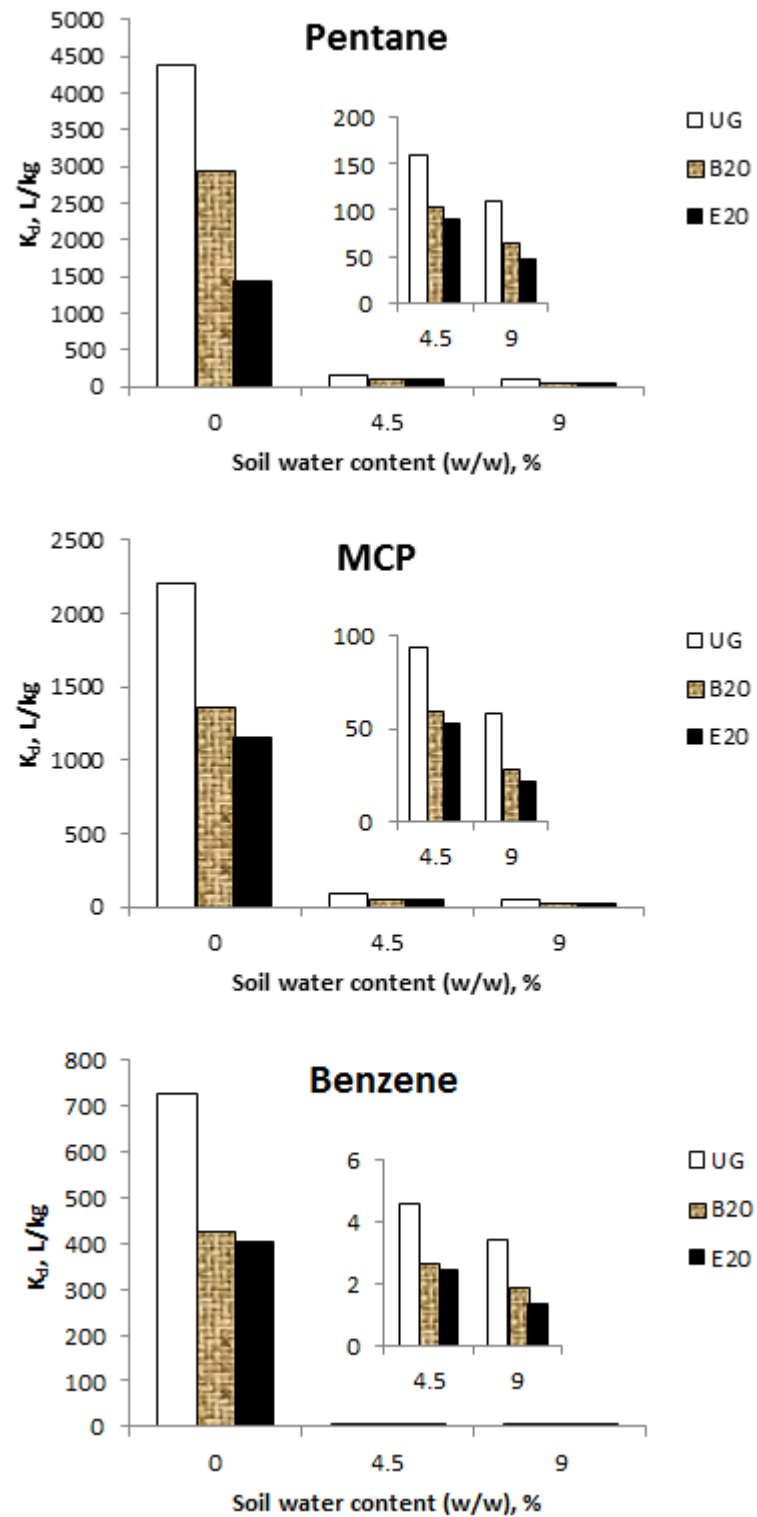 Pentane
5000
4500
4000
3500
3000
2500
2000
1500
1000
500
0
Kd, L/kg
200
150
100
50
0
4.5 9
UG
B20
E20
0 4.5 9
Soil water content (w/w), %
MCP
2500
2000
1500
1000
500
0
Kd, L/kg
100
50
0
4.5 9
UG
B20
E20
0 4.5 9
Soil water content (w/w), %
Benzene
800
700
600
500
400
300
200
100
0
Kd, L/kg
6
4
2
0
4.5 9
UG
B20
E20
0 4.5 9
Soil water content (w/w), %